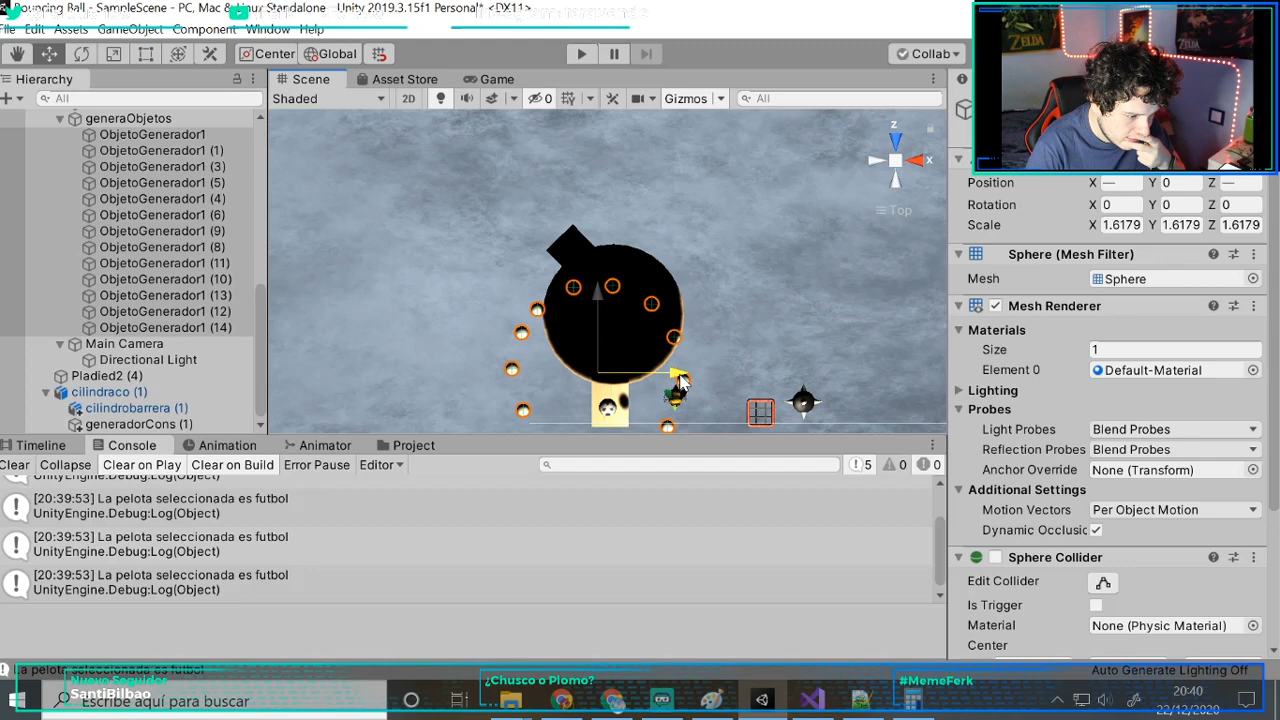 Bouncing Ball - SampleScene - PC, Mac & Linux Standalone - Unity 2019.3.15f1 Personal* <DX11>
File Edit Assets GameObject Component Window Help
Center Global Collab
Hierarchy Scene Asset Store Game
All Shaded 2D 0 Gizmos All
generaObjetos
ObjetoGenerador1
ObjetoGenerador1 (1)
ObjetoGenerador1 (3)
ObjetoGenerador1 (5)
ObjetoGenerador1 (4)
ObjetoGenerador1 (6)
ObjetoGenerador1 (9)
ObjetoGenerador1 (8)
ObjetoGenerador1 (11)
ObjetoGenerador1 (10)
ObjetoGenerador1 (13)
ObjetoGenerador1 (12)
ObjetoGenerador1 (14)
Main Camera
Directional Light
Pladied2 (4)
cilindraco (1)
cilindrobarrera (1)
generadorCons (1)
z
x
Top
ZELDA
ZELDA
Position X — Y 0 Z —
Rotation X 0 Y 0 Z 0
Scale X 1.6179 Y 1.6179 Z 1.6179
Sphere (Mesh Filter)
Mesh Sphere
Mesh Renderer
Materials
Size 1
Element 0 Default-Material
Lighting
Probes
Light Probes Blend Probes
Reflection Probes Blend Probes
Anchor Override None (Transform)
Additional Settings
Motion Vectors Per Object Motion
Dynamic Occlusic
Sphere Collider
Edit Collider
Is Trigger
Material None (Physic Material)
Center
Auto Generate Lighting Off
Timeline Console Animation Animator Project
Clear Collapse Clear on Play Clear on Build Error Pause Editor 5 0 0
UnityEngine.Debug:Log(Object)
[20:39:53] La pelota seleccionada es futbol
UnityEngine.Debug:Log(Object)
[20:39:53] La pelota seleccionada es futbol
UnityEngine.Debug:Log(Object)
[20:39:53] La pelota seleccionada es futbol
UnityEngine.Debug:Log(Object)
La pelota seleccionada es futbol
Nuevo Seguidor
SantiBilbao
¿Chusco o Plomo?
#MemeFerk
Escribe aquí para buscar
20:40
22/12/2020